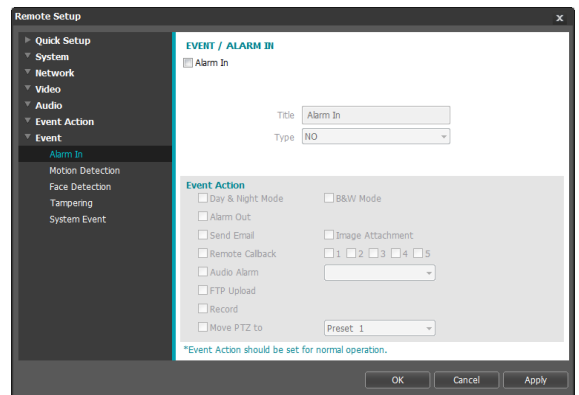 Remote Setup x
Quick Setup
System
Network
Video
Audio
Event Action
Event
Alarm In
Motion Detection
Face Detection
Tampering
System Event
EVENT / ALARM IN
Alarm In
Title Alarm In
Type NO
Event Action
Day & Night Mode B&W Mode
Alarm Out
Send Email Image Attachment
Remote Callback 1 2 3 4 5
Audio Alarm
FTP Upload
Record
Move PTZ to Preset 1
*Event Action should be set for normal operation.
OK Cancel Apply